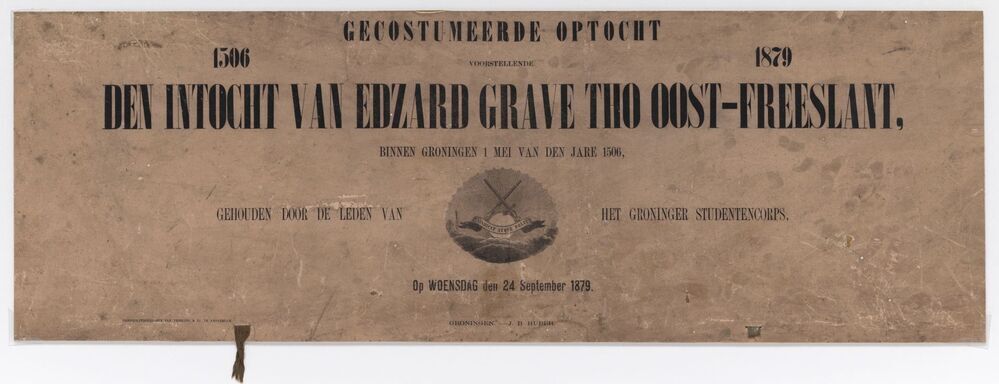 GECOSTUMEERDE OPTOCHT
1506 1879
VOORSTELLENDE
DEN INTOCHT VAN EDZARD GRAVE THO OOST-FREESLANT,
BINNEN GRONINGEN 1 MEI VAN DEN JARE 1506,
GEHOUDEN DOOR DE LEDEN VAN HET GRONINGER STUDENTENCORPS,
Op WOENSDAG den 24 September 1879.
GRONINGEN — J. B. HUBER.